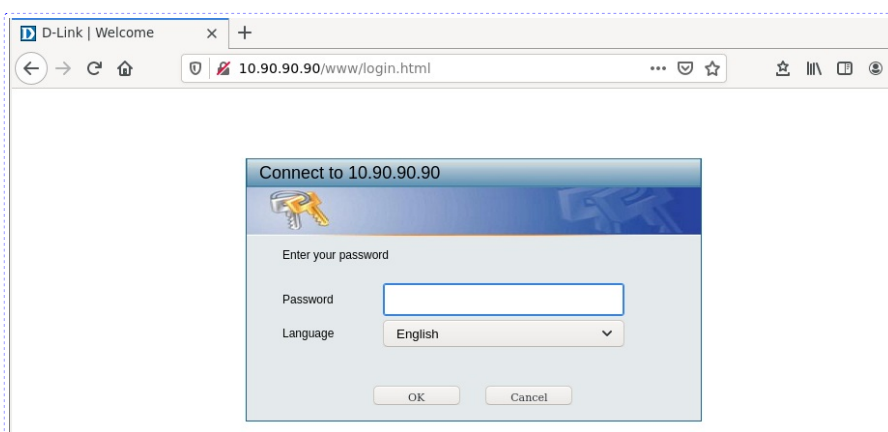 D-Link | Welcome
10.90.90.90/www/login.html
Connect to 10.90.90.90
Enter your password
Password
Language English
OK Cancel